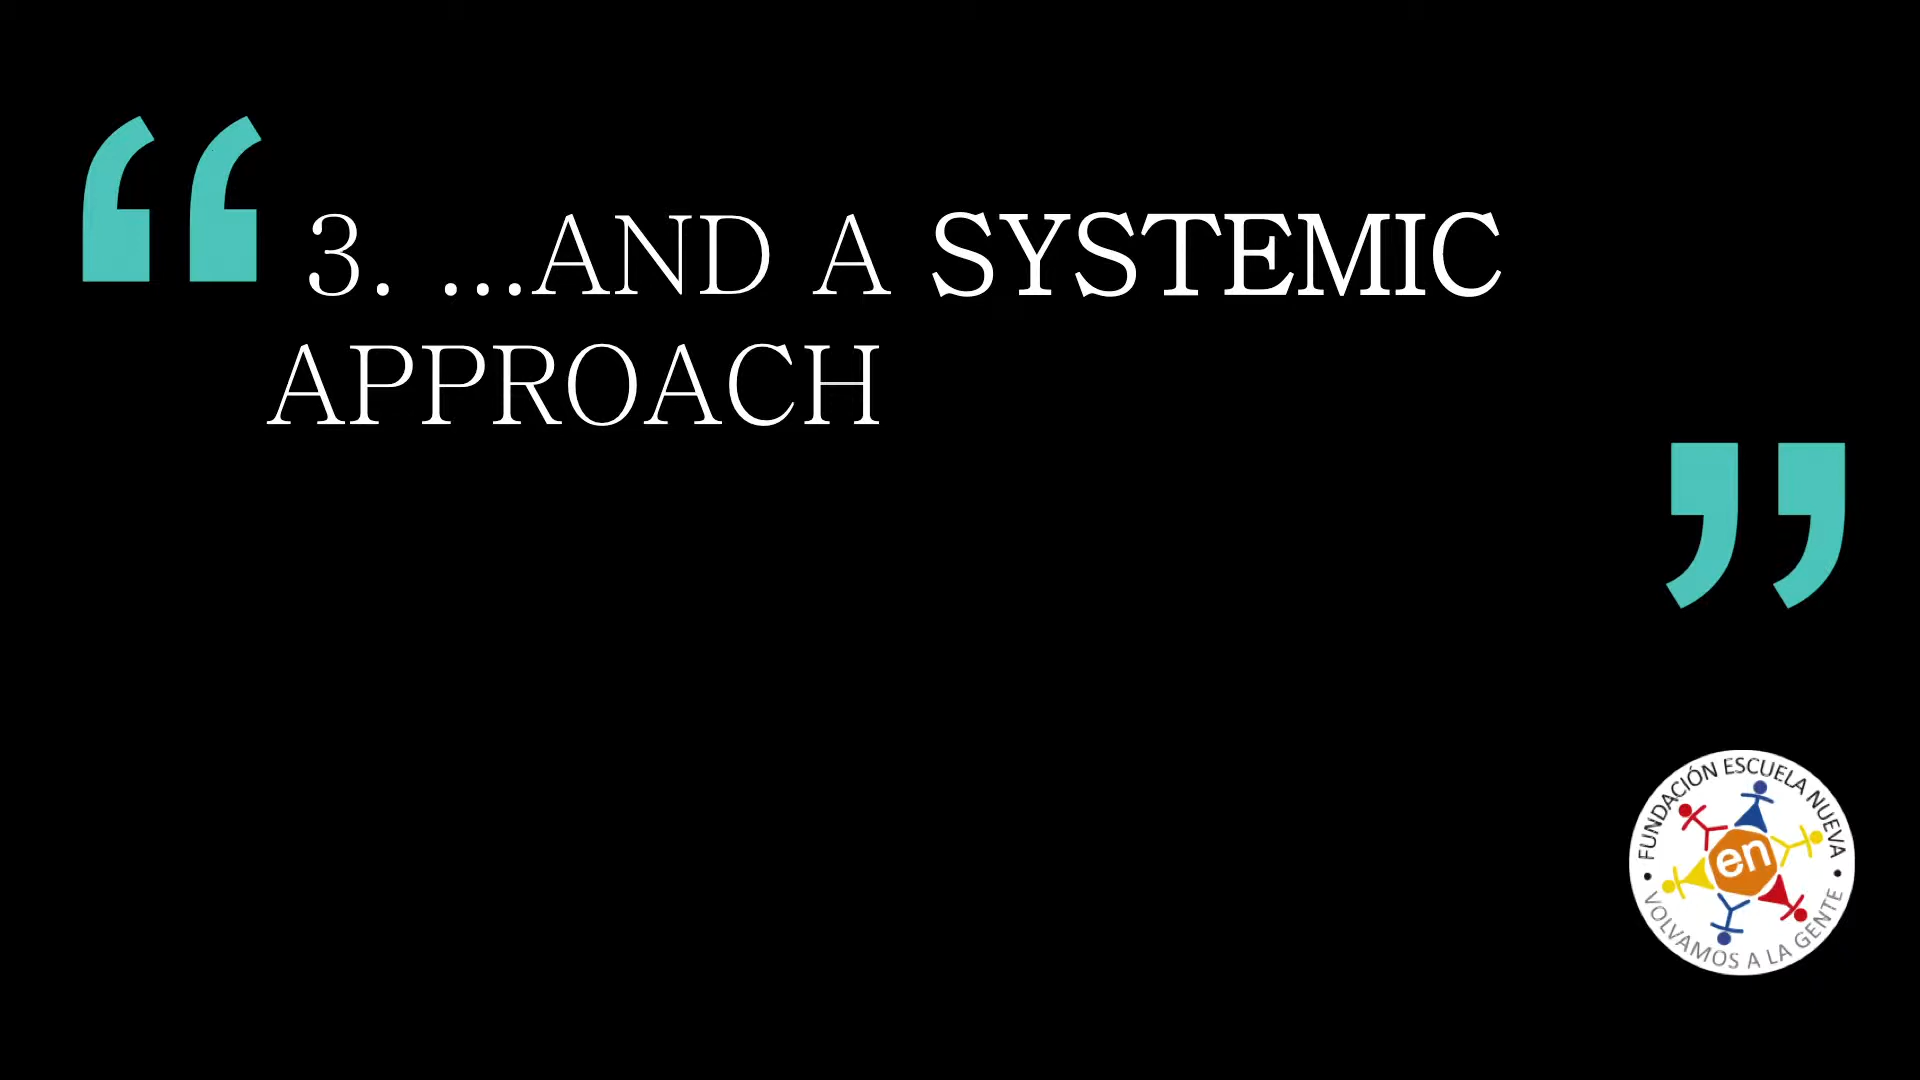 “ 3. ...AND A SYSTEMIC
APPROACH ”
FUNDACIÓN ESCUELA NUEVA
en
• VOLVAMOS A LA GENTE •